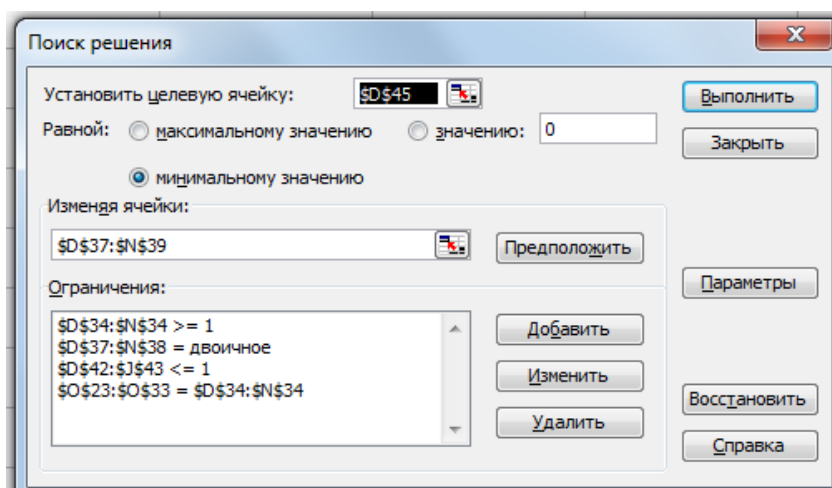 Поиск решения
Установить целевую ячейку: $D$45
Выполнить
Равной: максимальному значению значению: 0
Закрыть
минимальному значению
Изменяя ячейки:
$D$37:$N$39 Предположить
Параметры
Ограничения:
$D$34:$N$34 >= 1
$D$37:$N$38 = двоичное
$D$42:$J$43 <= 1
$O$23:$O$33 = $D$34:$N$34
Добавить
Изменить
Удалить
Восстановить
Справка